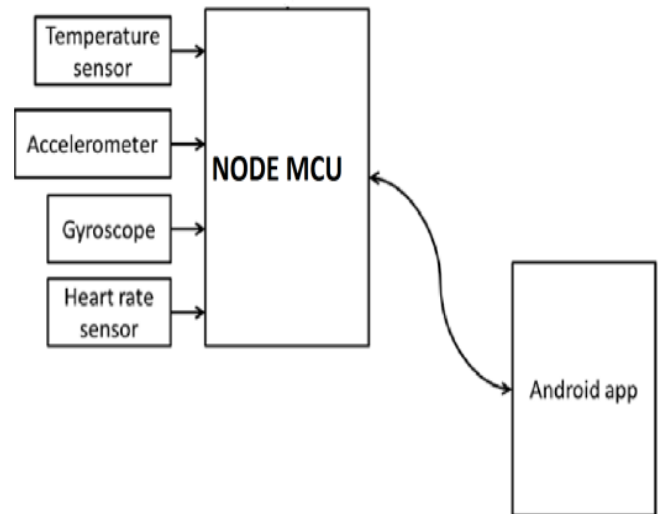 Temperature
sensor
Accelerometer
NODE MCU
Gyroscope
Heart rate
sensor
Android app